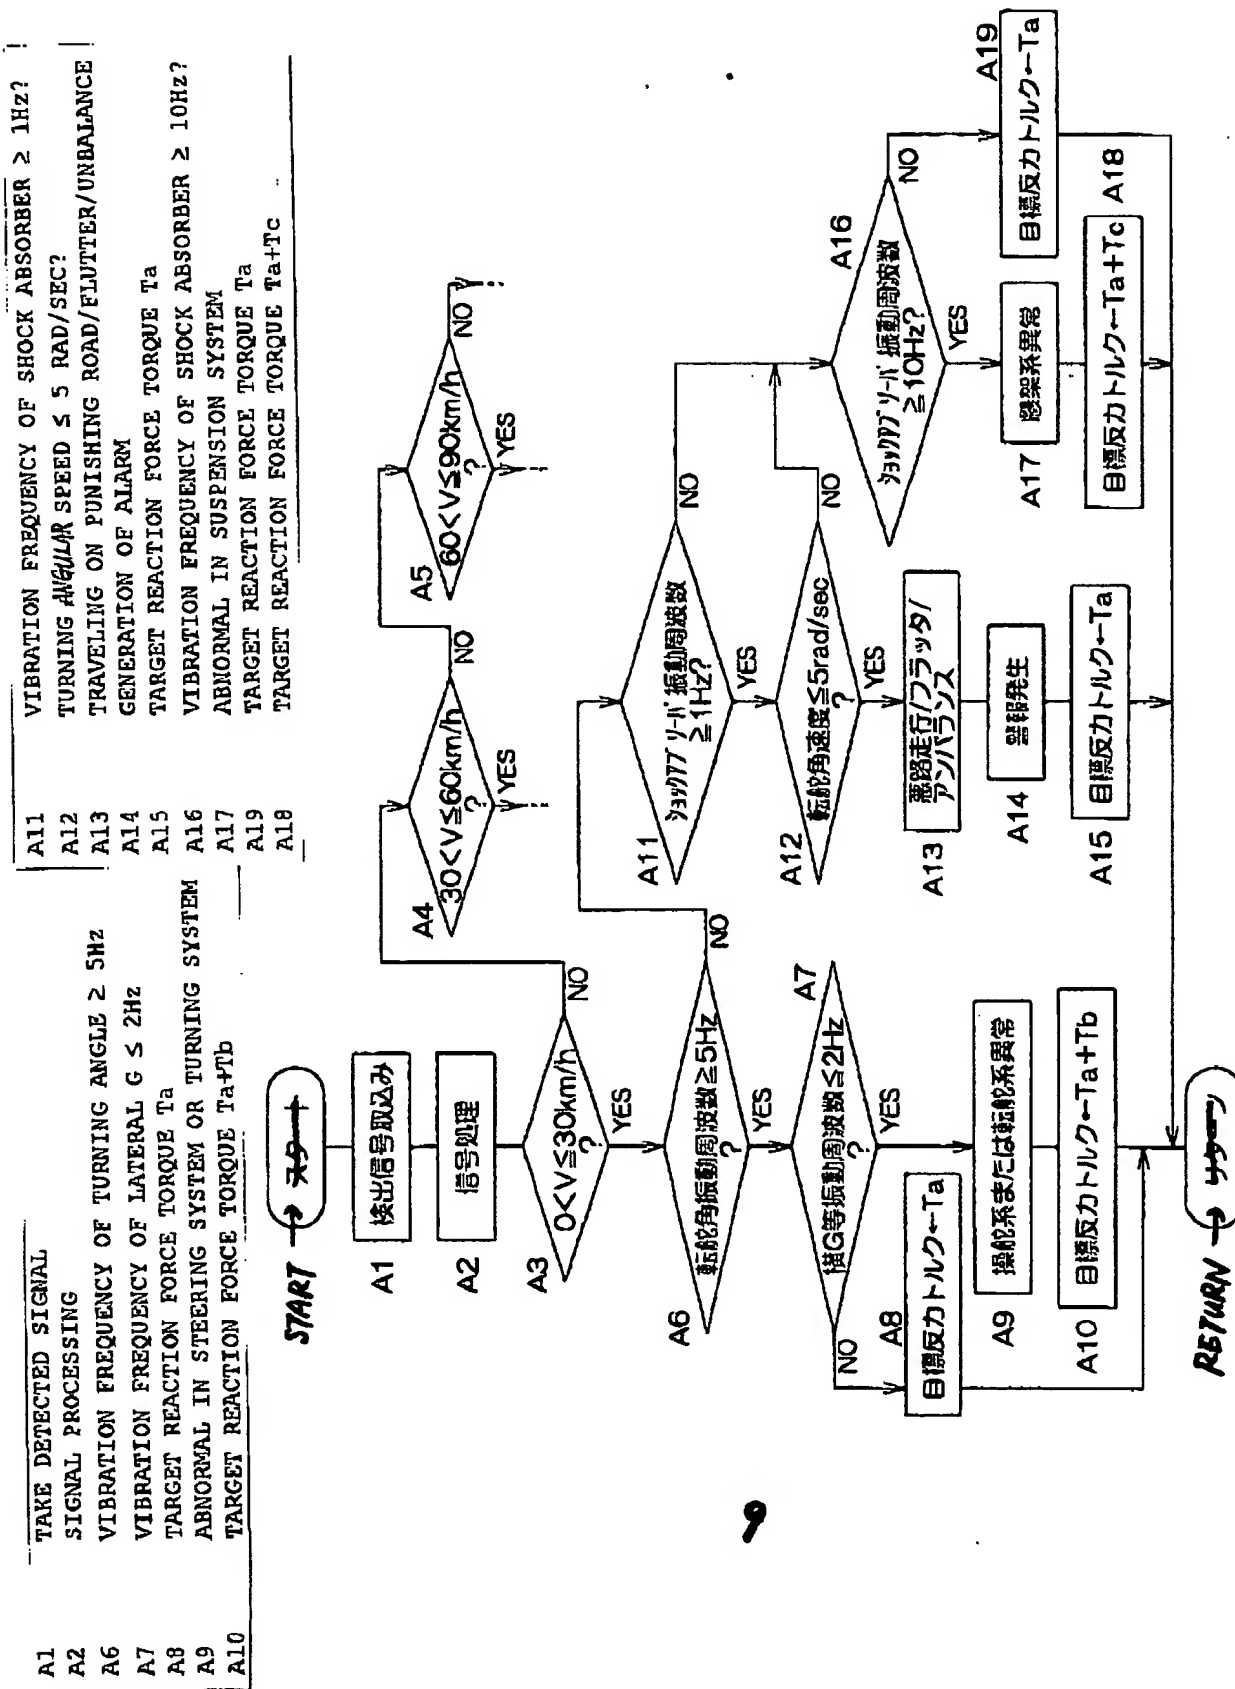 A1 TAKE DETECTED SIGNAL
A2 SIGNAL PROCESSING
A6 VIBRATION FREQUENCY OF TURNING ANGLE ≥ 5Hz
A7 VIBRATION FREQUENCY OF LATERAL G ≤ 2Hz
A8 TARGET REACTION FORCE TORQUE Ta
A9 ABNORMAL IN STEERING SYSTEM OR TURNING SYSTEM
A10 TARGET REACTION FORCE TORQUE Ta+Tb
A11 VIBRATION FREQUENCY OF SHOCK ABSORBER ≥ 1Hz?
A12 TURNING ANGULAR SPEED ≤ 5 RAD/SEC?
A13 TRAVELING ON PUNISHING ROAD/FLUTTER/UNBALANCE
A14 GENERATION OF ALARM
A15 TARGET REACTION FORCE TORQUE Ta
A16 VIBRATION FREQUENCY OF SHOCK ABSORBER ≥ 10Hz?
A17 ABNORMAL IN SUSPENSION SYSTEM
A19 TARGET REACTION FORCE TORQUE Ta
A18 TARGET REACTION FORCE TORQUE Ta+Tc
START → スタート
A1
検出信号取込み
A2
信号処理
A3
0<V≦30km/h
?
NO
YES
A4
30<V≦60km/h
?
NO
YES
A5
60<V≦90km/h
?
NO
YES
A6
転舵角振動周波数≧5Hz
?
NO
YES
A7
横G等振動周波数≦2Hz
?
NO
YES
A8
目標反力トルク←Ta
A9
操舵系または転舵系異常
A10
目標反力トルク←Ta+Tb
A11
ショックアブソーバ振動周波数
≧1Hz?
NO
YES
A12
転舵角速度≦5rad/sec
?
NO
YES
A13
悪路走行/フラッタ/
アンバランス
A14
警報発生
A15
目標反力トルク←Ta
A16
ショックアブソーバ振動周波数
≧10Hz?
NO
YES
A17
懸架系異常
A18
目標反力トルク←Ta+Tc
A19
目標反力トルク←Ta
RETURN → リターン
9